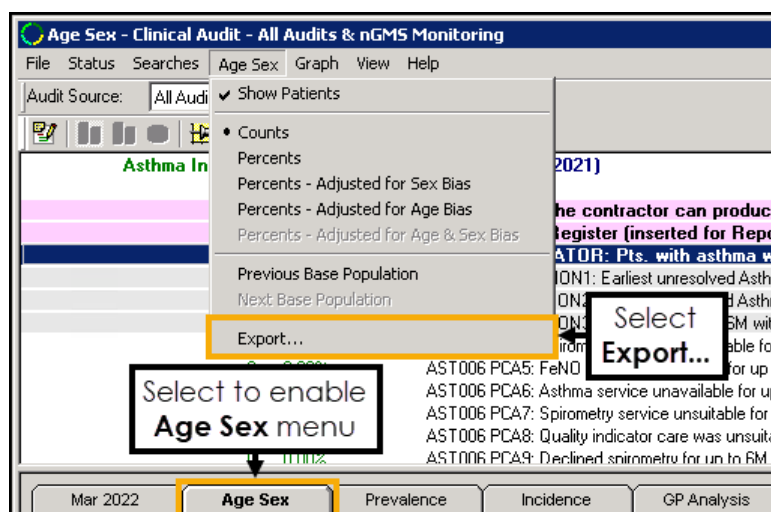 Age Sex - Clinical Audit - All Audits & nGMS Monitoring
File Status Searches Age Sex Graph View Help
Audit Source: All Audi
Show Patients
Counts
Percents
Percents - Adjusted for Sex Bias
Percents - Adjusted for Age Bias
Percents - Adjusted for Age & Sex Bias
Previous Base Population
Next Base Population
Export...
Asthma In 2021)
he contractor can produc
Register (inserted for Repo
ATOR: Pts. with asthma w
ION1: Earliest unresolved Asth
Select
Export...
AST006 PCA5: FeNO for up
AST006 PCA6: Asthma service unavailable for u
AST006 PCA7: Spirometry service unsuitable for
AST006 PCA8: Quality indicator care was unsuita
0 0.00% AST006 PCA9: Declined spirometry for up to 6M
Select to enable
Age Sex menu
Mar 2022 Age Sex Prevalence Incidence GP Analysis